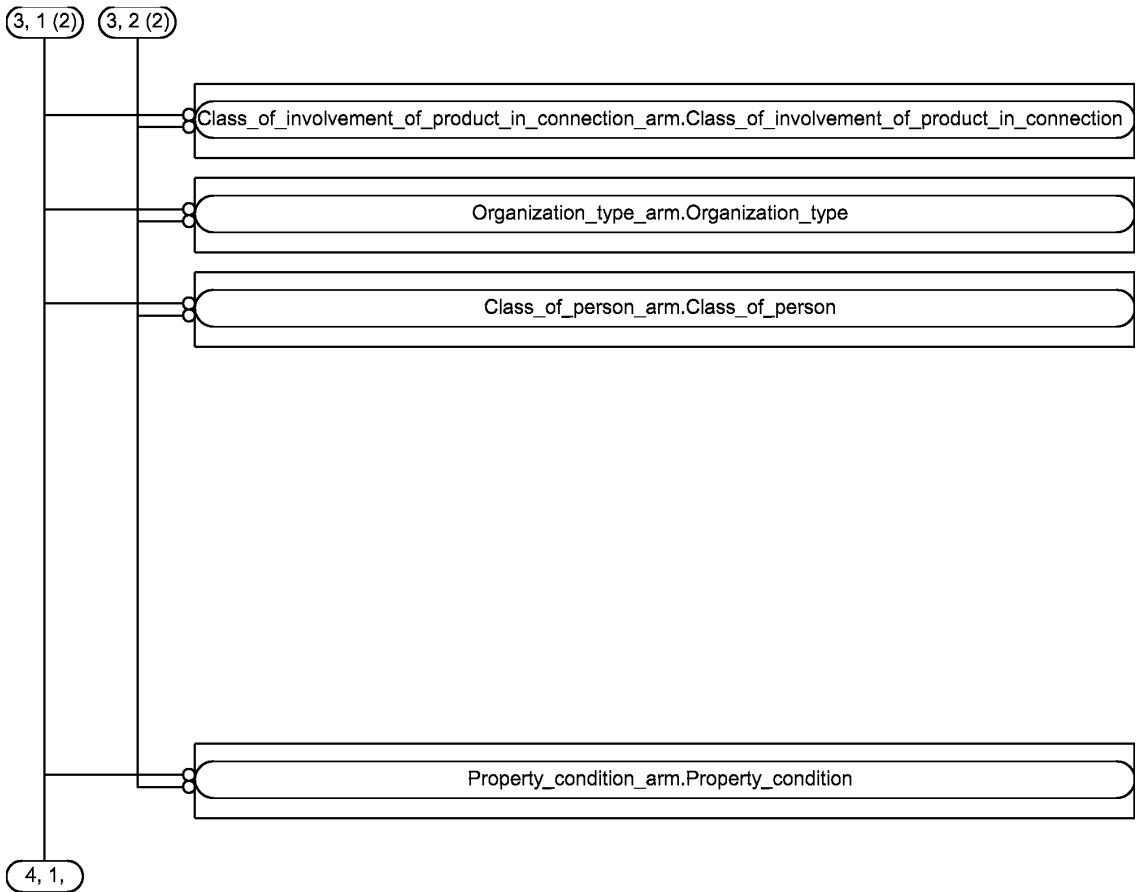 3, 1 (2)
3, 2 (2)
Class_of_involvement_of_product_in_connection_arm.Class_of_involvement_of_product_in_connection
Organization_type_arm.Organization_type
Class_of_person_arm.Class_of_person
Property_condition_arm.Property_condition
4, 1,